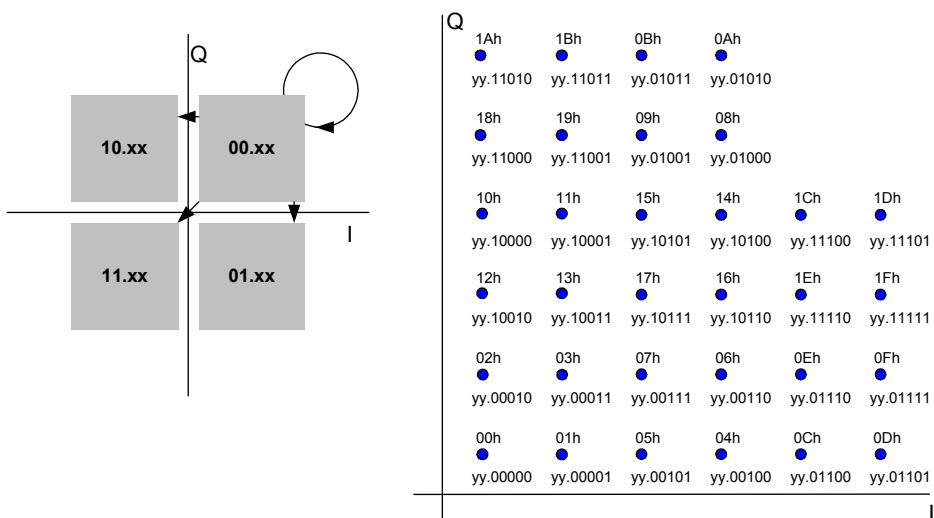 Q
10.xx 00.xx
I
11.xx 01.xx
Q
1Ah 1Bh 0Bh 0Ah
yy.11010 yy.11011 yy.01011 yy.01010
18h 19h 09h 08h
yy.11000 yy.11001 yy.01001 yy.01000
10h 11h 15h 14h 1Ch 1Dh
yy.10000 yy.10001 yy.10101 yy.10100 yy.11100 yy.11101
12h 13h 17h 16h 1Eh 1Fh
yy.10010 yy.10011 yy.10111 yy.10110 yy.11110 yy.11111
02h 03h 07h 06h 0Eh 0Fh
yy.00010 yy.00011 yy.00111 yy.00110 yy.01110 yy.01111
00h 01h 05h 04h 0Ch 0Dh
yy.00000 yy.00001 yy.00101 yy.00100 yy.01100 yy.01101
I